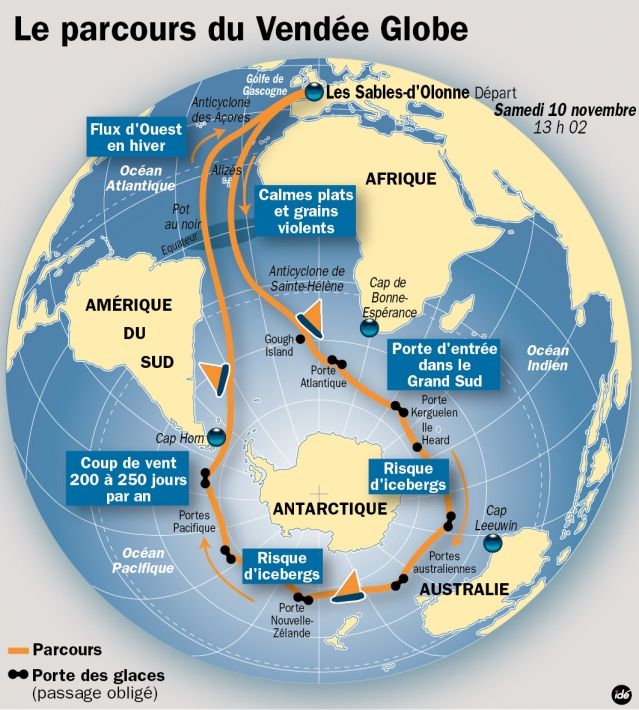 Le parcours du Vendée Globe
Golfe de
Gascogne
Les Sables-d'Olonne Départ
Samedi 10 novembre
13 h 02
Anticyclone
des Açores
Flux d'Ouest
en hiver
Océan
Atlantique
Alizés
AFRIQUE
Calmes plats
et grains
violents
Pot
au noir
Equateur
Anticyclone de
Sainte-Hélène
Cap de
Bonne-
Espérance
AMÉRIQUE
DU
SUD
Gough
Island
Porte
Atlantique
Porte d'entrée
dans le
Grand Sud
Océan
Indien
Porte
Kerguelen
Ile
Heard
Cap Horn
Coup de vent
200 à 250 jours
par an
Risque
d'icebergs
ANTARCTIQUE
Portes
Pacifique
Cap
Leeuwin
Océan
Pacifique
Risque
d'icebergs
Portes
australiennes
AUSTRALIE
Porte
Nouvelle-
Zélande
Parcours
Porte des glaces
(passage obligé)
idé